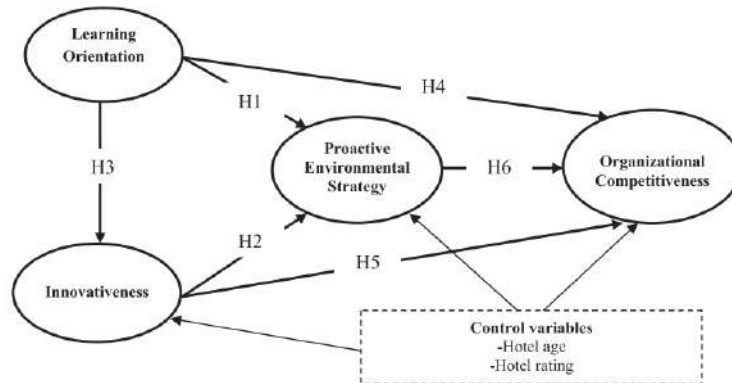 Learning
Orientation
H1
H4
H3
Proactive
Environmental
Strategy
H6
Organizational
Competitiveness
H2
H5
Innovativeness
Control variables
-Hotel age
-Hotel rating